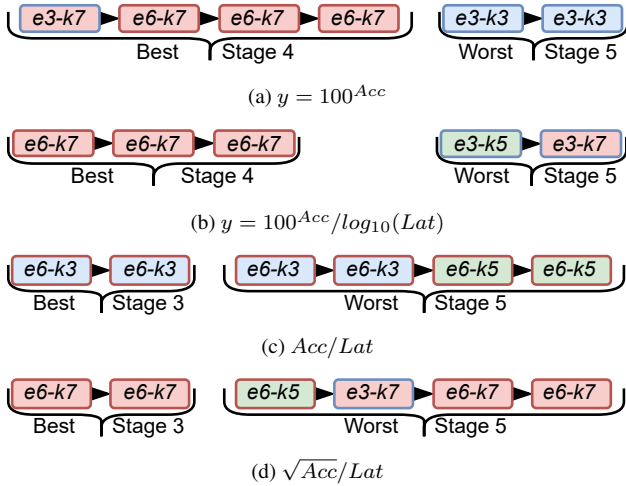 e3-k7 e6-k7 e6-k7 e6-k7 e3-k3 e3-k3
Best Stage 4 Worst Stage 5
(a) y = 100^{Acc}
e6-k7 e6-k7 e6-k7 e3-k5 e3-k7
Best Stage 4 Worst Stage 5
(b) y = 100^{Acc}/log_{10}(Lat)
e6-k3 e6-k3 e6-k3 e6-k3 e6-k5 e6-k5
Best Stage 3 Worst Stage 5
(c) Acc/Lat
e6-k7 e6-k7 e6-k5 e3-k7 e6-k7 e6-k7
Best Stage 3 Worst Stage 5
(d) √Acc/Lat